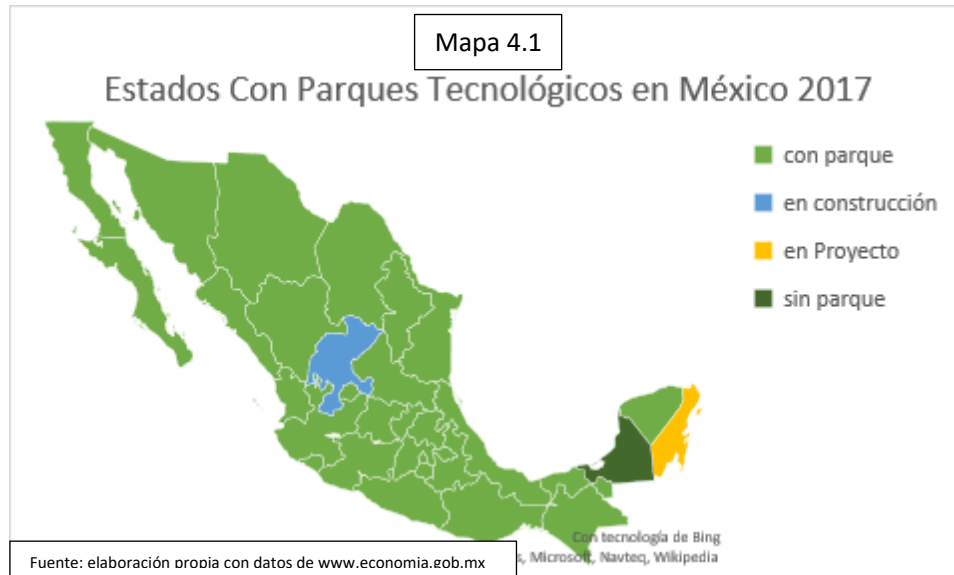 Mapa 4.1
Estados Con Parques Tecnológicos en México 2017
con parque
en construcción
en Proyecto
sin parque
Con tecnología de Bing
, Microsoft, Navteq, Wikipedia
Fuente: elaboración propia con datos de www.economia.gob.mx